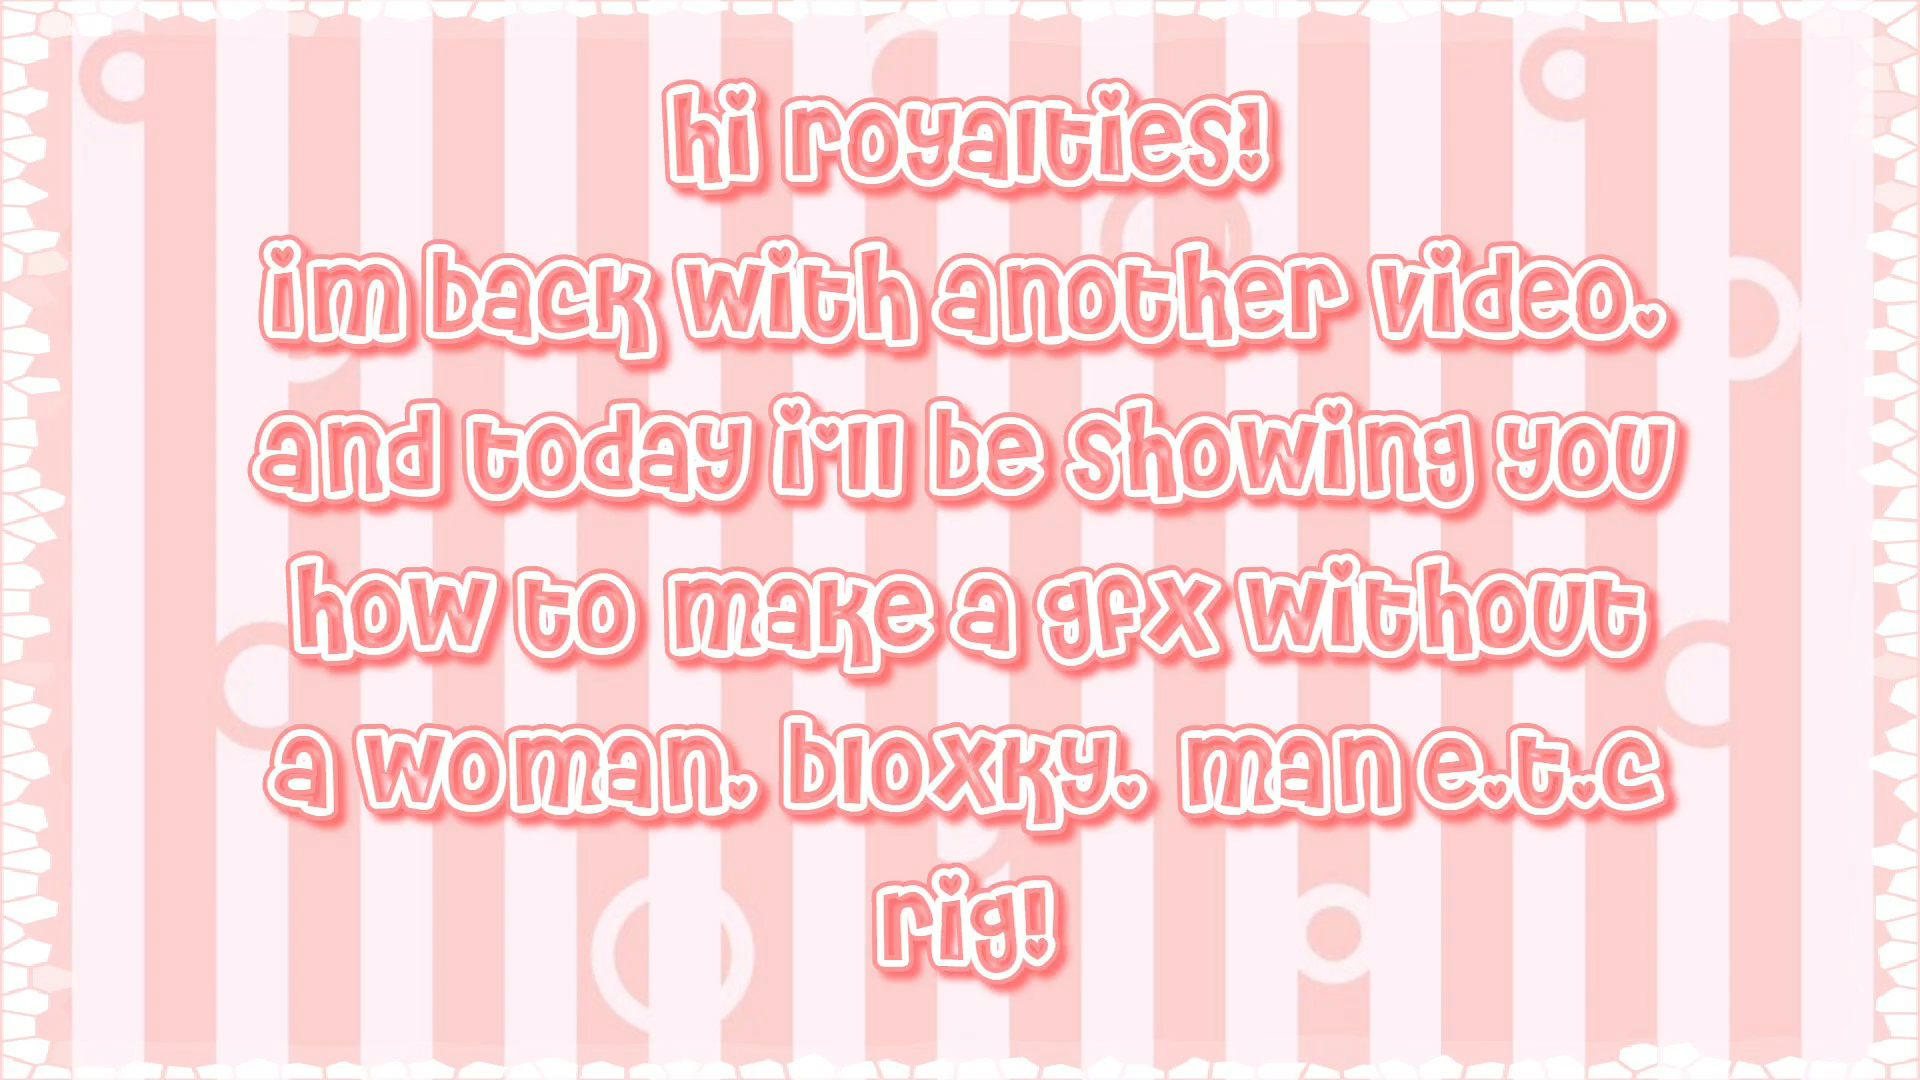 hi royalties!
im back with another video.
and today i'll be showing you
how to make a gfx without
a woman. bloxky. man e.t.c
rig!